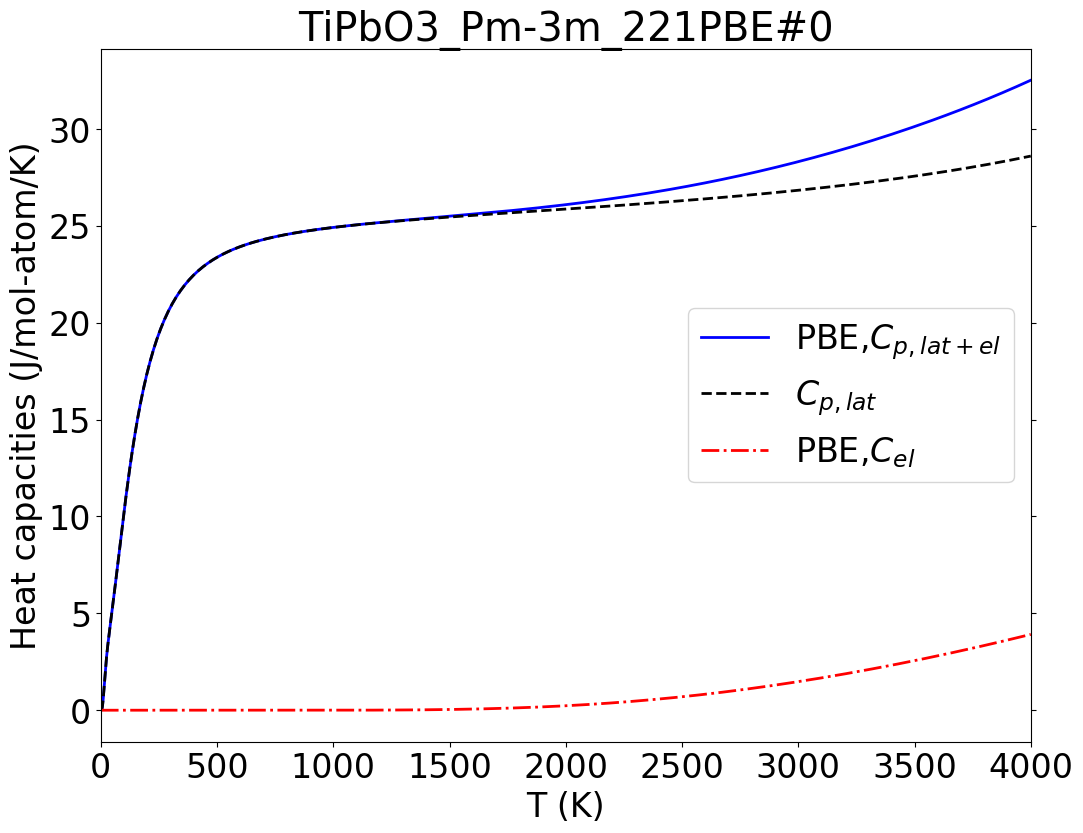 TiPbO3_Pm-3m_221PBE#0
Heat capacities (J/mol-atom/K)
30
25
20
15
10
5
0
PBE,C_{p,lat+el}
C_{p,lat}
PBE,C_{el}
0 500 1000 1500 2000 2500 3000 3500 4000
T (K)